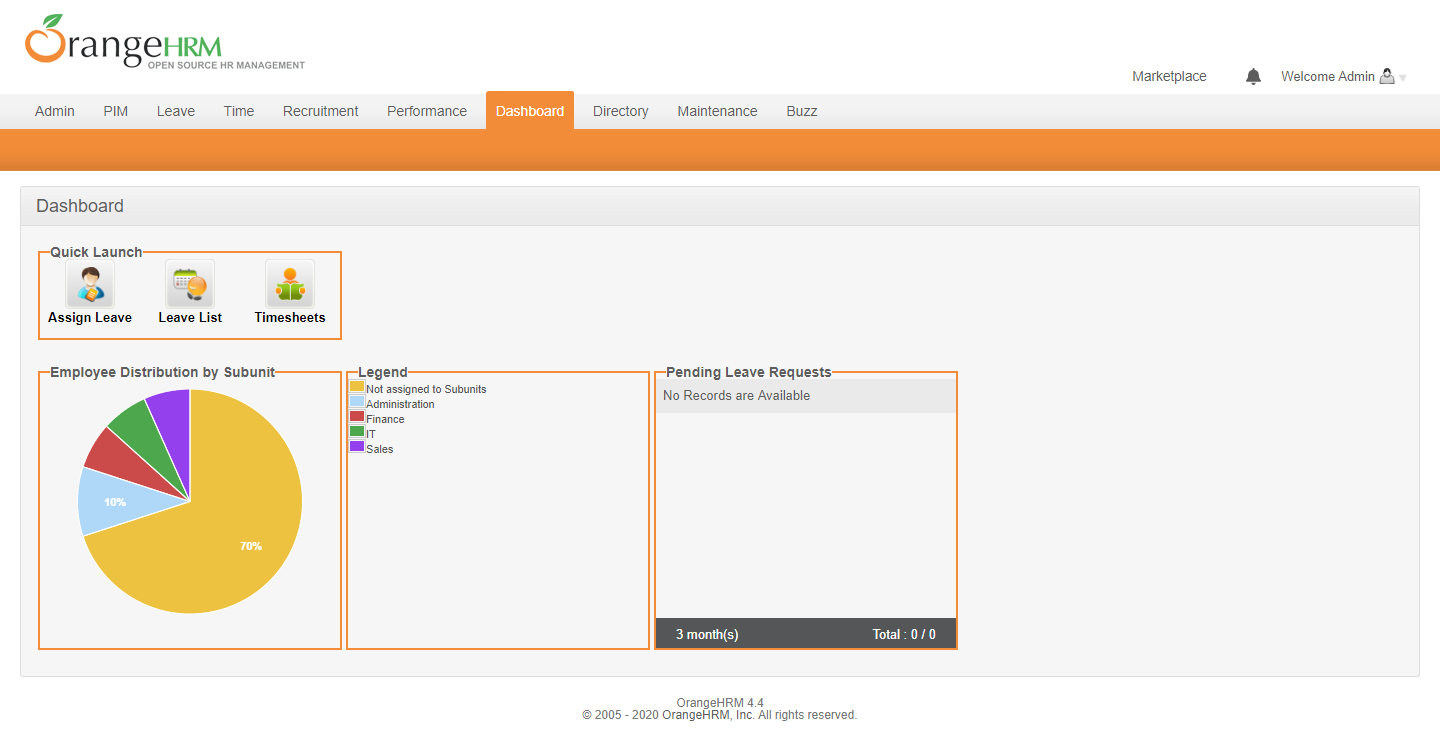 OrangeHRM
OPEN SOURCE HR MANAGEMENT
Marketplace Welcome Admin
Admin PIM Leave Time Recruitment Performance Dashboard Directory Maintenance Buzz
Dashboard
Quick Launch
Assign Leave Leave List Timesheets
Employee Distribution by Subunit
10%
70%
Legend
Not assigned to Subunits
Administration
Finance
IT
Sales
Pending Leave Requests
No Records are Available
3 month(s) Total : 0 / 0
OrangeHRM 4.4
© 2005 - 2020 OrangeHRM, Inc. All rights reserved.